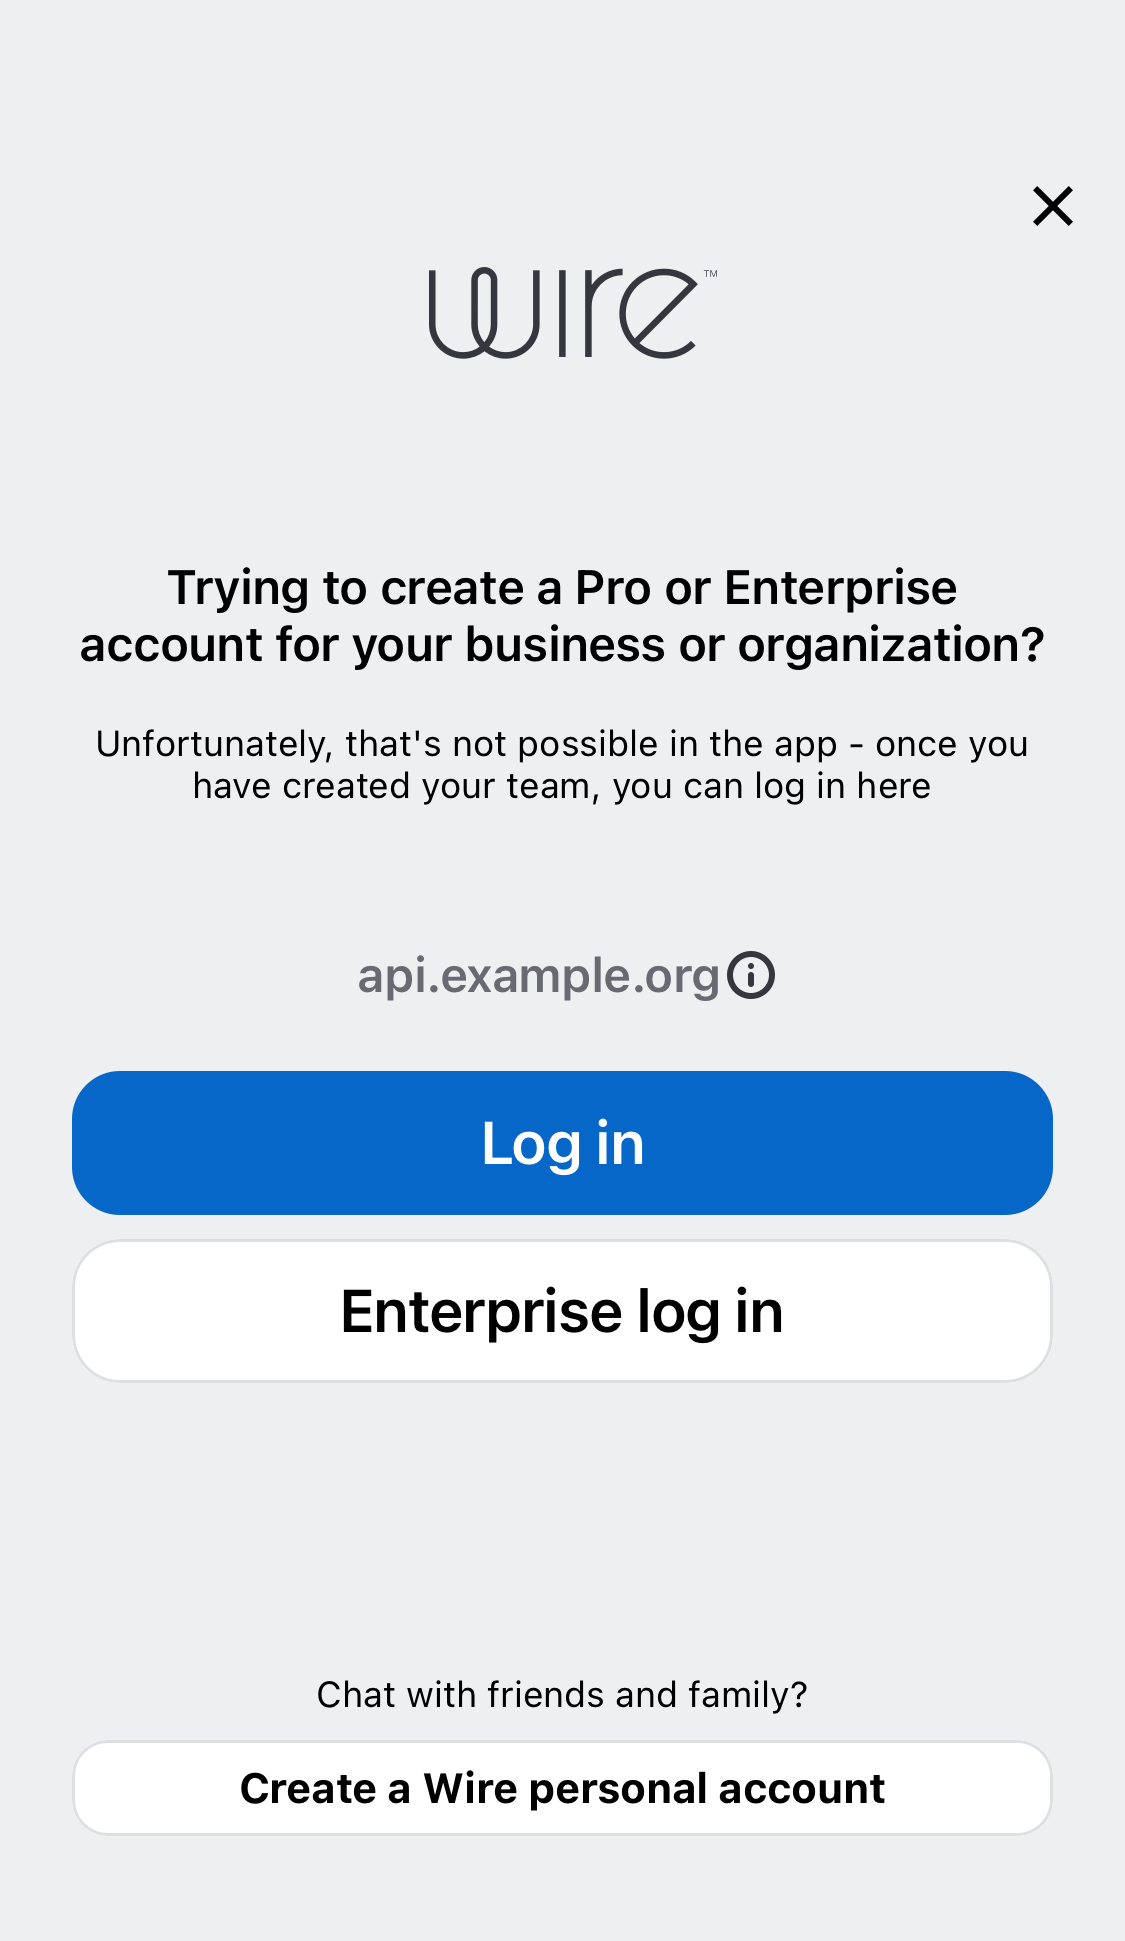 wire™
Trying to create a Pro or Enterprise
account for your business or organization?
Unfortunately, that's not possible in the app - once you
have created your team, you can log in here
api.example.org
Log in
Enterprise log in
Chat with friends and family?
Create a Wire personal account